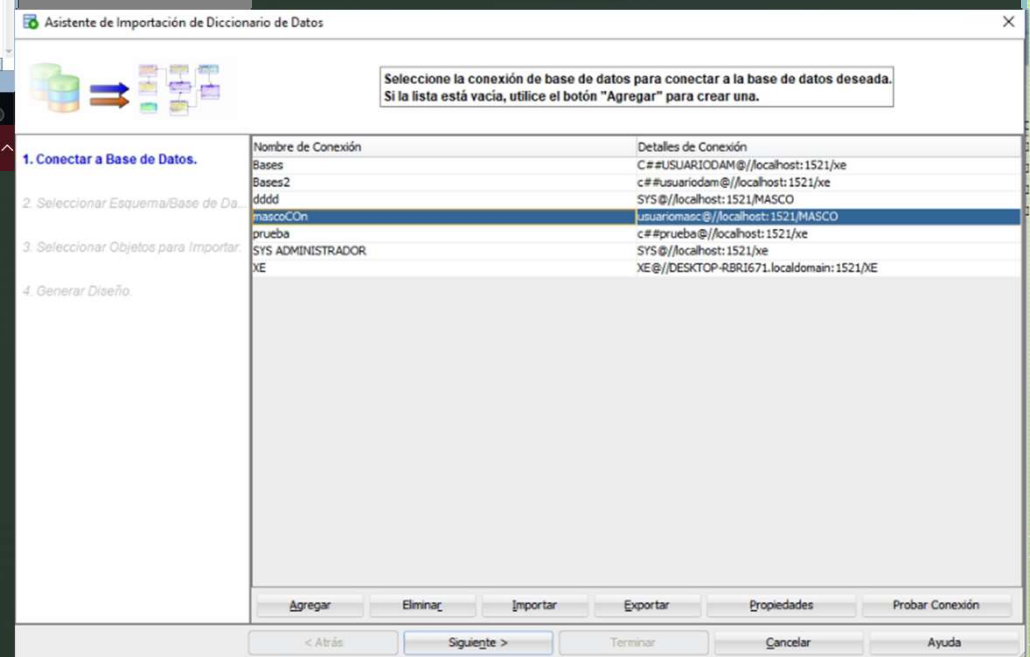 Asistente de Importación de Diccionario de Datos
Seleccione la conexión de base de datos para conectar a la base de datos deseada.
Si la lista está vacía, utilice el botón "Agregar" para crear una.
1. Conectar a Base de Datos.
2. Seleccionar Esquema/Base de Da...
3. Seleccionar Objetos para Importar.
4. Generar Diseño.
Nombre de Conexión Detalles de Conexión
Bases C##USUARIODAM@//localhost:1521/xe
Bases2 c##usuariodam@//localhost:1521/xe
dddd SYS@//localhost:1521/MASCO
mascoCOn usuariomasc@//localhost:1521/MASCO
prueba c##prueba@//localhost:1521/xe
SYS ADMINISTRADOR SYS@//localhost:1521/xe
XE XE@//DESKTOP-RBRI671.localdomain:1521/XE
Agregar Eliminar Importar Exportar Propiedades Probar Conexión
< Atrás Siguiente > Terminar Cancelar Ayuda